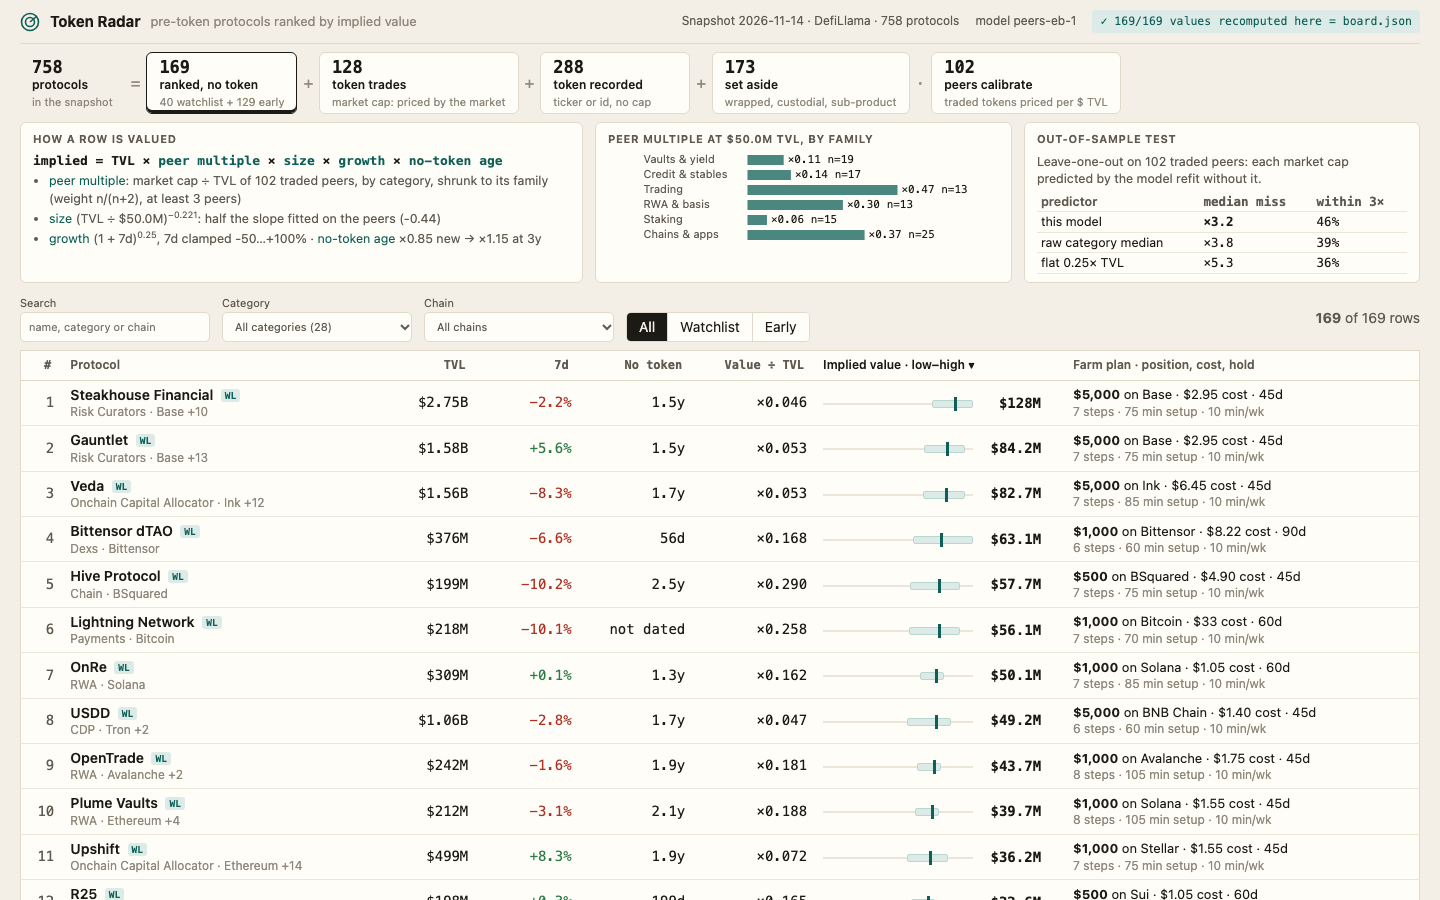 Token Radar pre-token protocols ranked by implied value
Snapshot 2026-11-14 · DefiLlama · 758 protocols model peers-eb-1 ✓ 169/169 values recomputed here = board.json
758 = 169 + 128 + 288 + 173 · 102
protocols ranked, no token token trades token recorded set aside peers calibrate
in the snapshot 40 watchlist + 129 early market cap: priced by the market ticker or id, no cap wrapped, custodial, sub-product traded tokens priced per $ TVL
HOW A ROW IS VALUED
implied = TVL × peer multiple × size × growth × no-token age
• peer multiple: market cap ÷ TVL of 102 traded peers, by category, shrunk to its family
(weight n/(n+2), at least 3 peers)
• size (TVL ÷ $50.0M)^−0.221: half the slope fitted on the peers (-0.44)
• growth (1 + 7d)^0.25, 7d clamped -50…+100% · no-token age ×0.85 new → ×1.15 at 3y
PEER MULTIPLE AT $50.0M TVL, BY FAMILY
Vaults & yield ×0.11 n=19
Credit & stables ×0.14 n=17
Trading ×0.47 n=13
RWA & basis ×0.30 n=13
Staking ×0.06 n=15
Chains & apps ×0.37 n=25
OUT-OF-SAMPLE TEST
Leave-one-out on 102 traded peers: each market cap
predicted by the model refit without it.
predictor median miss within 3×
this model ×3.2 46%
raw category median ×3.8 39%
flat 0.25× TVL ×5.3 36%
Search Category Chain
name, category or chain All categories (28) All chains All Watchlist Early 169 of 169 rows
# Protocol TVL 7d No token Value ÷ TVL Implied value · low–high ▾ Farm plan · position, cost, hold
1 Steakhouse Financial WL $2.75B −2.2% 1.5y ×0.046 $128M $5,000 on Base · $2.95 cost · 45d
Risk Curators · Base +10 7 steps · 75 min setup · 10 min/wk
2 Gauntlet WL $1.58B +5.6% 1.5y ×0.053 $84.2M $5,000 on Base · $2.95 cost · 45d
Risk Curators · Base +13 7 steps · 75 min setup · 10 min/wk
3 Veda WL $1.56B −8.3% 1.7y ×0.053 $82.7M $5,000 on Ink · $6.45 cost · 45d
Onchain Capital Allocator · Ink +12 7 steps · 85 min setup · 10 min/wk
4 Bittensor dTAO WL $376M −6.6% 56d ×0.168 $63.1M $1,000 on Bittensor · $8.22 cost · 90d
Dexs · Bittensor 6 steps · 60 min setup · 10 min/wk
5 Hive Protocol WL $199M −10.2% 2.5y ×0.290 $57.7M $500 on BSquared · $4.90 cost · 45d
Chain · BSquared 7 steps · 75 min setup · 10 min/wk
6 Lightning Network WL $218M −10.1% not dated ×0.258 $56.1M $1,000 on Bitcoin · $33 cost · 60d
Payments · Bitcoin 7 steps · 70 min setup · 10 min/wk
7 OnRe WL $309M +0.1% 1.3y ×0.162 $50.1M $1,000 on Solana · $1.05 cost · 60d
RWA · Solana 7 steps · 85 min setup · 10 min/wk
8 USDD WL $1.06B −2.8% 1.7y ×0.047 $49.2M $5,000 on BNB Chain · $1.40 cost · 45d
CDP · Tron +2 6 steps · 60 min setup · 10 min/wk
9 OpenTrade WL $242M −1.6% 1.9y ×0.181 $43.7M $1,000 on Avalanche · $1.75 cost · 45d
RWA · Avalanche +2 8 steps · 105 min setup · 10 min/wk
10 Plume Vaults WL $212M −3.1% 2.1y ×0.188 $39.7M $1,000 on Solana · $1.55 cost · 45d
RWA · Ethereum +4 8 steps · 105 min setup · 10 min/wk
11 Upshift WL $499M +8.3% 1.9y ×0.072 $36.2M $1,000 on Stellar · $1.55 cost · 45d
Onchain Capital Allocator · Ethereum +14 7 steps · 75 min setup · 10 min/wk
R25 WL $500 on Sui · $1.05 cost · 60d